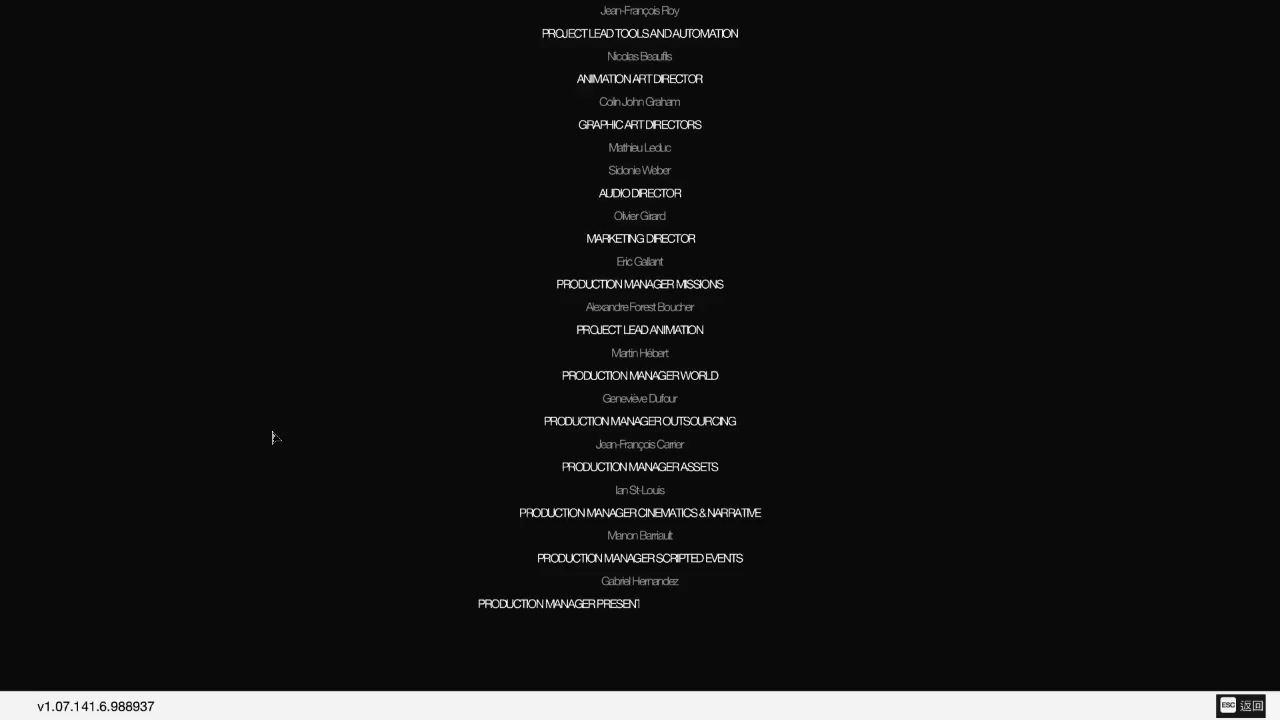 Jean-François Roy
PROJECT LEAD TOOLS AND AUTOMATION
Nicolas Beaufils
ANIMATION ART DIRECTOR
Colin John Graham
GRAPHIC ART DIRECTORS
Mathieu Leduc
Sidonie Weber
AUDIO DIRECTOR
Olivier Girard
MARKETING DIRECTOR
Eric Gallant
PRODUCTION MANAGER MISSIONS
Alexandre Forest Boucher
PROJECT LEAD ANIMATION
Martin Hébert
PRODUCTION MANAGER WORLD
Geneviève Dufour
PRODUCTION MANAGER OUTSOURCING
Jean-François Carrier
PRODUCTION MANAGER ASSETS
Ian St-Louis
PRODUCTION MANAGER CINEMATICS & NARRATIVE
Manon Barriault
PRODUCTION MANAGER SCRIPTED EVENTS
Gabriel Hernandez
PRODUCTION MANAGER PRESENT
v1.07.141.6.988937
ESC 返回